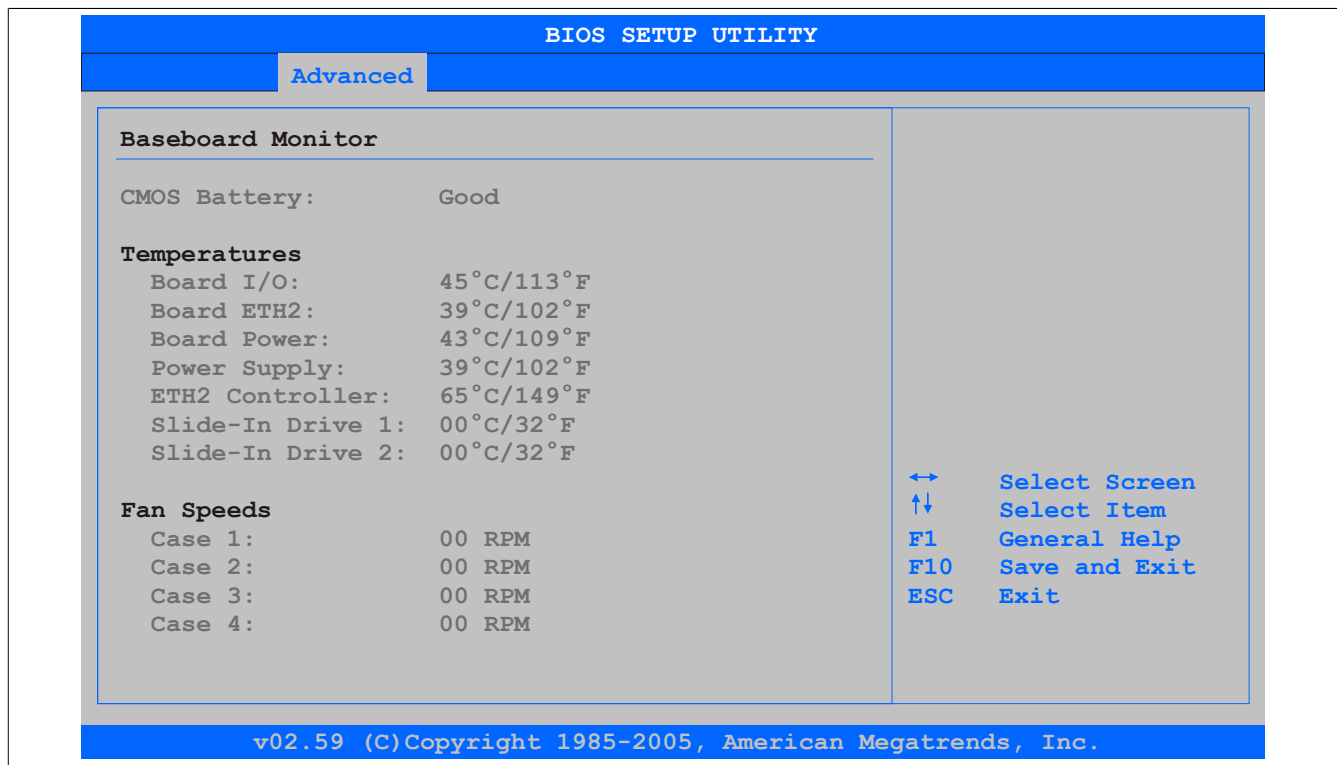 BIOS SETUP UTILITY
Advanced
Baseboard Monitor
CMOS Battery: Good
Temperatures
Board I/O: 45°C/113°F
Board ETH2: 39°C/102°F
Board Power: 43°C/109°F
Power Supply: 39°C/102°F
ETH2 Controller: 65°C/149°F
Slide-In Drive 1: 00°C/32°F
Slide-In Drive 2: 00°C/32°F
Fan Speeds
Case 1: 00 RPM
Case 2: 00 RPM
Case 3: 00 RPM
Case 4: 00 RPM
↔ Select Screen
↑↓ Select Item
F1 General Help
F10 Save and Exit
ESC Exit
v02.59 (C)Copyright 1985-2005, American Megatrends, Inc.